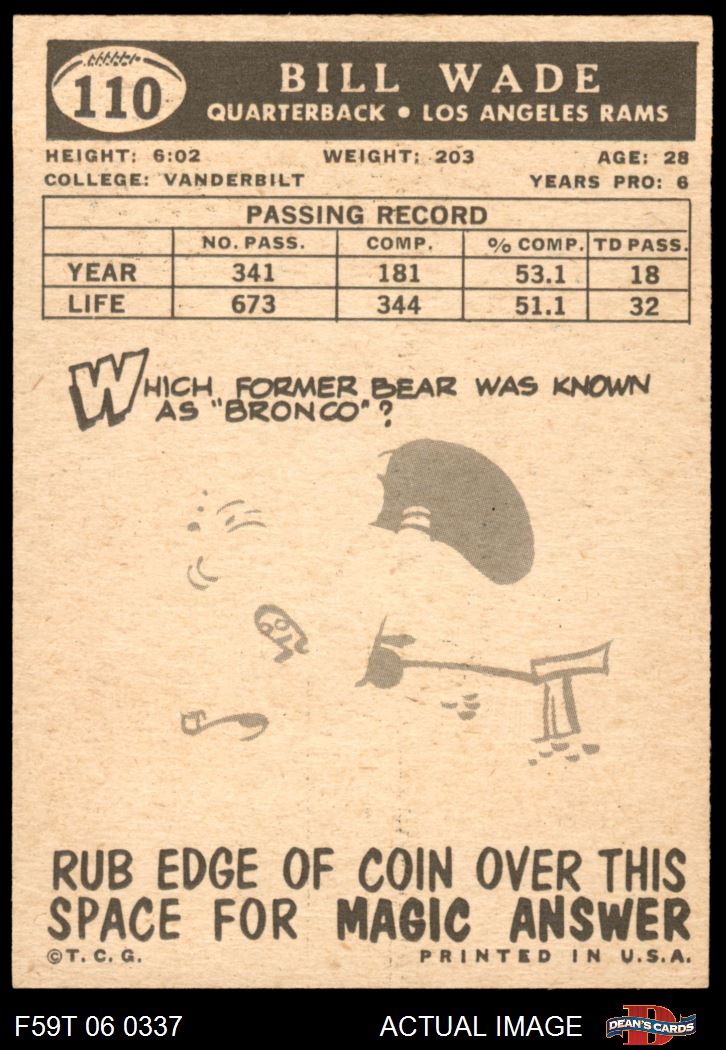 110
BILL WADE
QUARTERBACK • LOS ANGELES RAMS
HEIGHT: 6:02 WEIGHT: 203 AGE: 28
COLLEGE: VANDERBILT YEARS PRO: 6
PASSING RECORD
NO. PASS. COMP. % COMP. TD PASS.
YEAR 341 181 53.1 18
LIFE 673 344 51.1 32
WHICH FORMER BEAR WAS KNOWN
AS "BRONCO"?
RUB EDGE OF COIN OVER THIS
SPACE FOR MAGIC ANSWER
©T. C. G. PRINTED IN U.S.A.
F59T 06 0337 ACTUAL IMAGE D DEAN'S CARDS